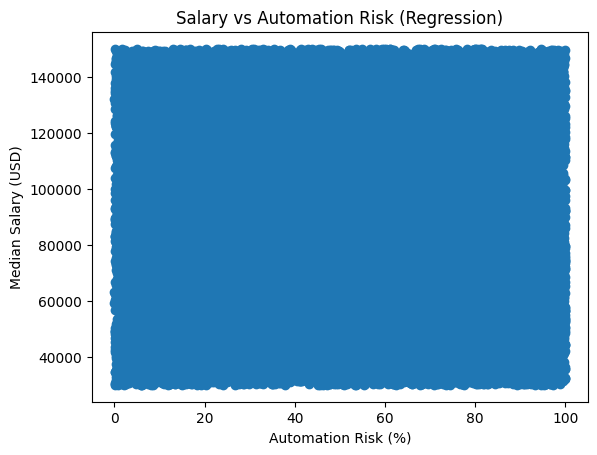 Salary vs Automation Risk (Regression)
140000
120000
100000
80000
60000
40000
Median Salary (USD)
0 20 40 60 80 100
Automation Risk (%)